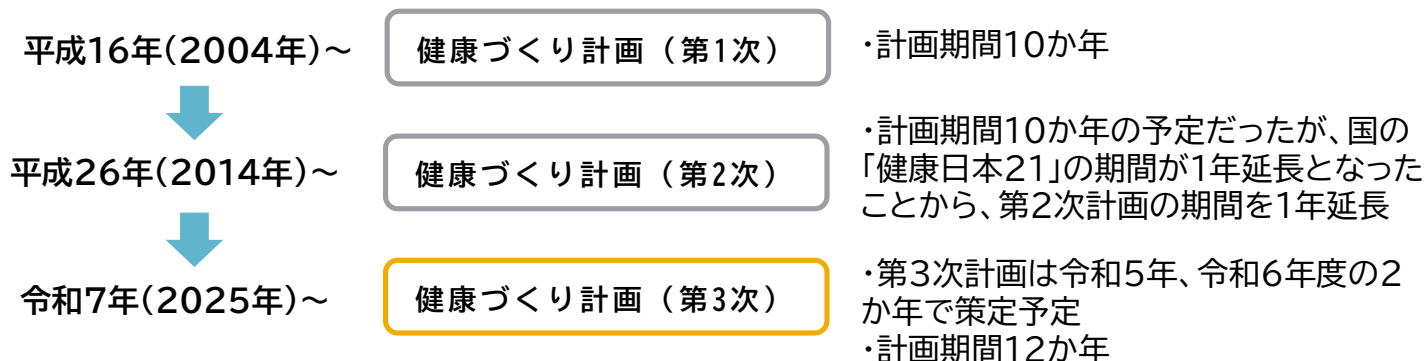 平成16年(2004年)～
健康づくり計画（第1次）
・計画期間10か年
平成26年(2014年)～
健康づくり計画（第2次）
・計画期間10か年の予定だったが、国の
「健康日本21」の期間が1年延長となった
ことから、第2次計画の期間を1年延長
令和7年(2025年)～
健康づくり計画（第3次）
・第3次計画は令和5年、令和6年度の2
か年で策定予定
・計画期間12か年